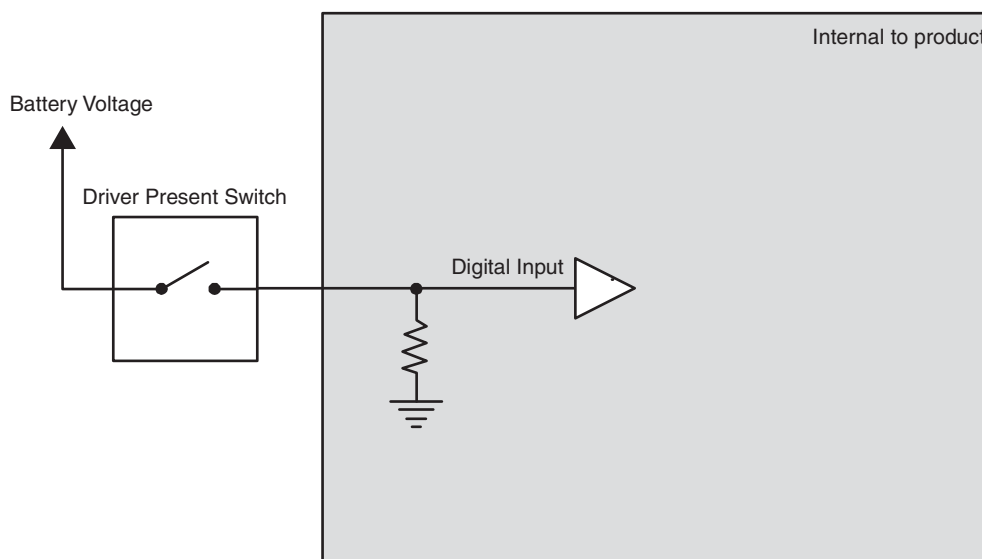 Internal to product
Battery Voltage
Driver Present Switch
Digital Input